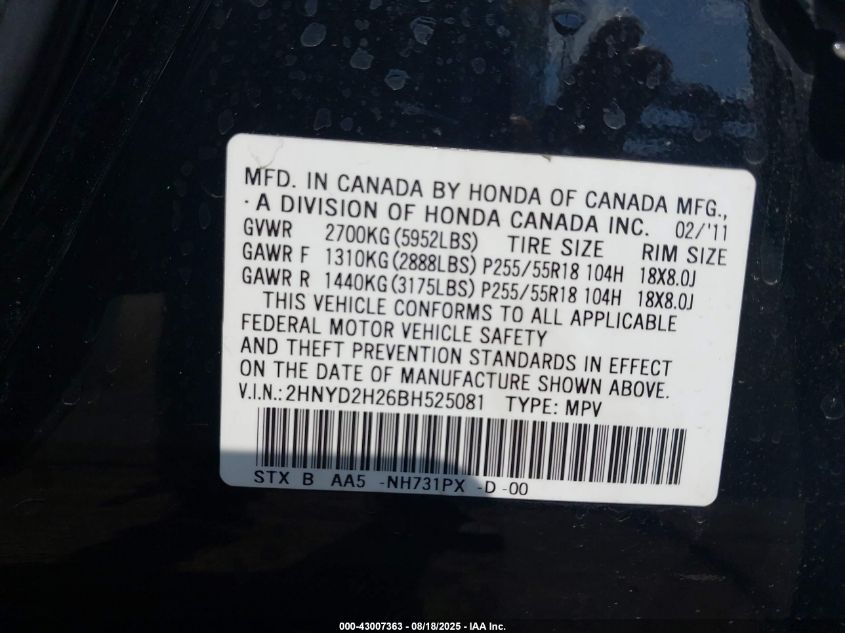 MFD. IN CANADA BY HONDA OF CANADA MFG.,
· A DIVISION OF HONDA CANADA INC. 02/'11
GVWR 2700KG (5952LBS) TIRE SIZE RIM SIZE
GAWR F 1310KG (2888LBS) P255/55R18 104H 18X8.0J
GAWR R 1440KG (3175LBS) P255/55R18 104H 18X8.0J
THIS VEHICLE CONFORMS TO ALL APPLICABLE
FEDERAL MOTOR VEHICLE SAFETY
AND THEFT PREVENTION STANDARDS IN EFFECT
ON THE DATE OF MANUFACTURE SHOWN ABOVE.
V.I.N.: 2HNYD2H26BH525081 TYPE: MPV
STX B AA5 -NH731PX -D -00
000-43007363 - 08/18/2025 - IAA Inc.